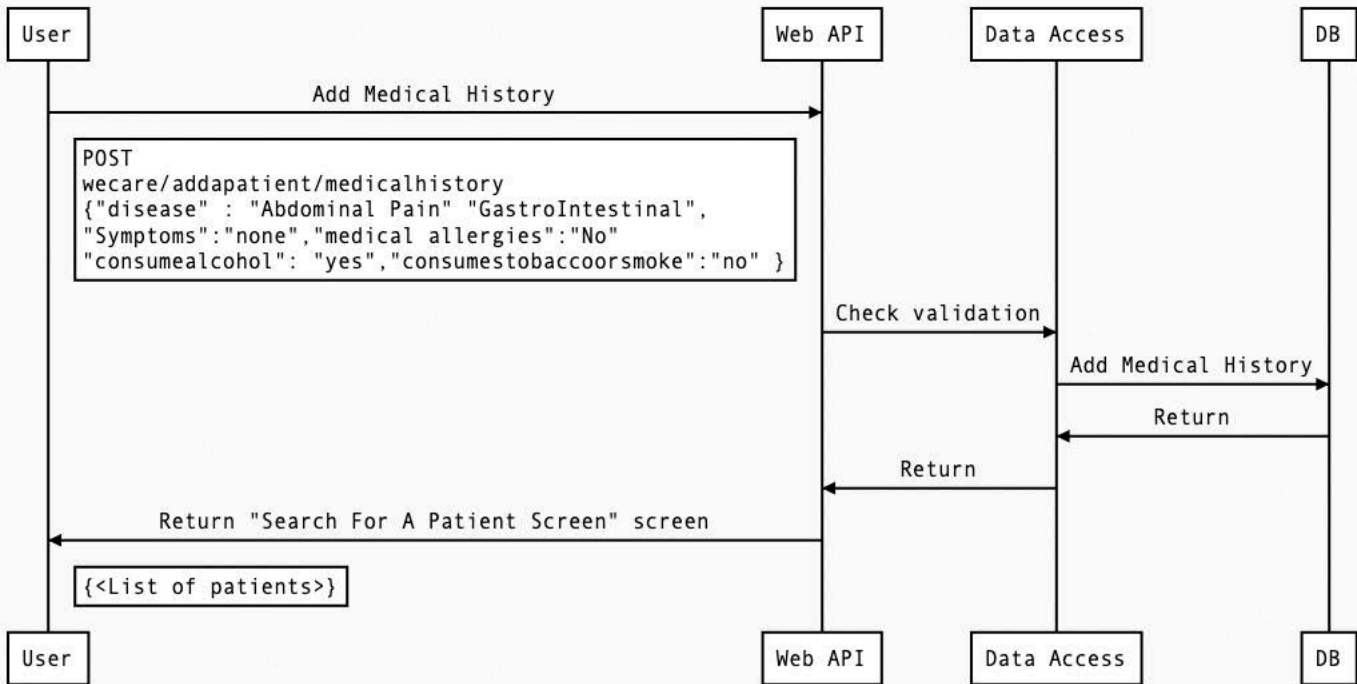 User
Web API
Data Access
DB
Add Medical History
POST
wecare/addapatient/medicalhistory
{"disease" : "Abdominal Pain" "GastroIntestinal",
"Symptoms":"none","medical allergies":"No"
"consumealcohol": "yes","consumestobaccoorsmoke":"no" }
Check validation
Add Medical History
Return
Return
Return "Search For A Patient Screen" screen
{<List of patients>}
User
Web API
Data Access
DB